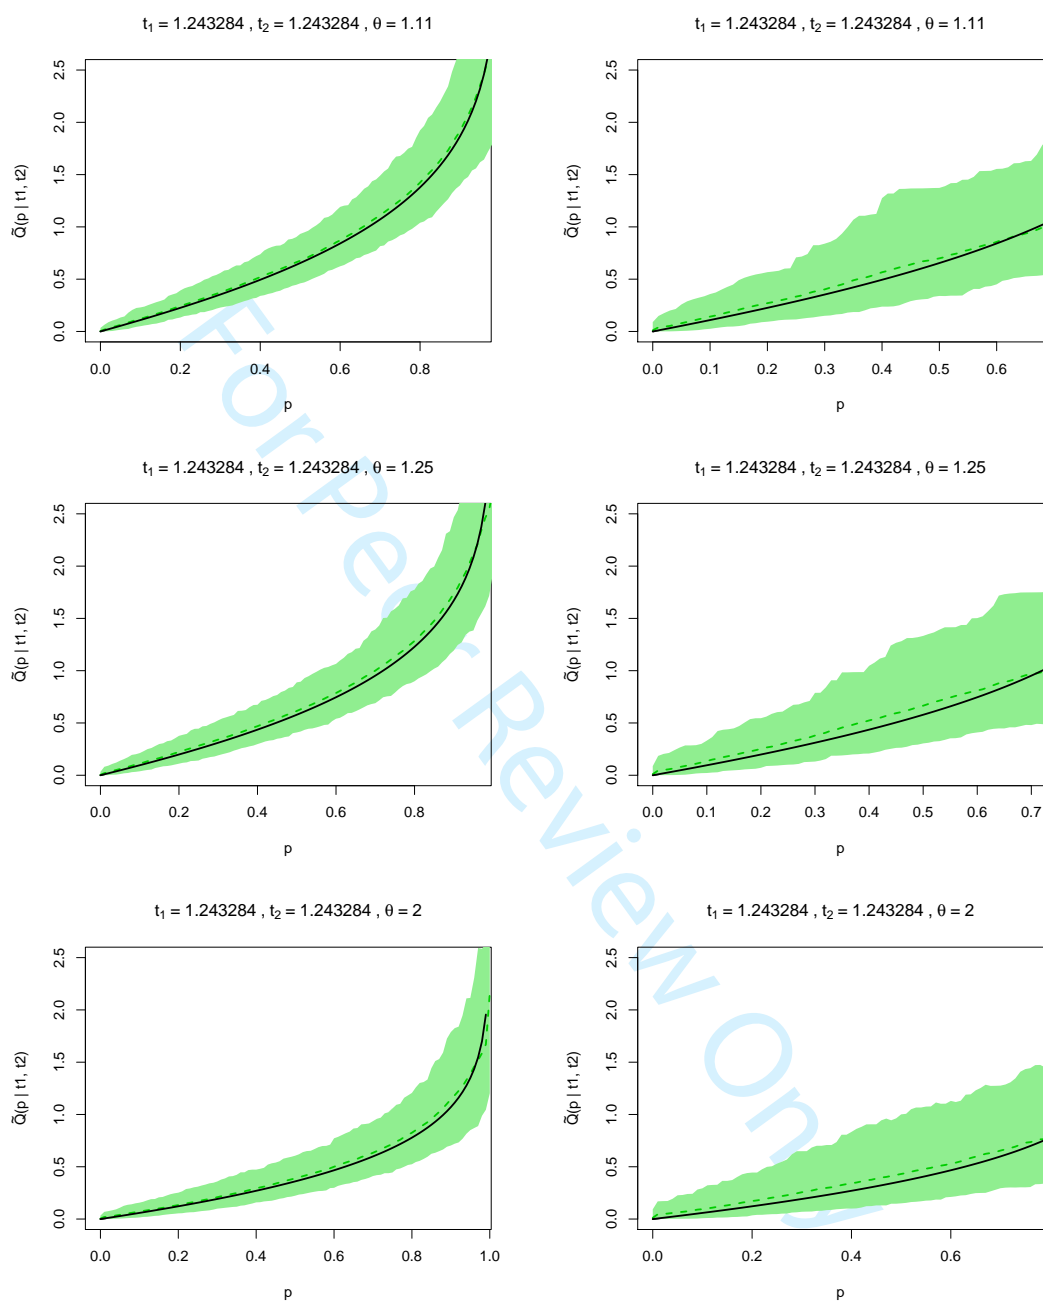 t1 = 1.243284 , t2 = 1.243284 , θ = 1.11
t1 = 1.243284 , t2 = 1.243284 , θ = 1.11
Q̃(p | t1, t2)
2.5
2.0
1.5
1.0
0.5
0.0
0.0 0.2 0.4 0.6 0.8
p
Q̃(p | t1, t2)
2.5
2.0
1.5
1.0
0.5
0.0
0.0 0.1 0.2 0.3 0.4 0.5 0.6
p
t1 = 1.243284 , t2 = 1.243284 , θ = 1.25
t1 = 1.243284 , t2 = 1.243284 , θ = 1.25
Q̃(p | t1, t2)
2.5
2.0
1.5
1.0
0.5
0.0
0.0 0.2 0.4 0.6 0.8
p
Q̃(p | t1, t2)
2.5
2.0
1.5
1.0
0.5
0.0
0.0 0.1 0.2 0.3 0.4 0.5 0.6 0.7
p
t1 = 1.243284 , t2 = 1.243284 , θ = 2
t1 = 1.243284 , t2 = 1.243284 , θ = 2
Q̃(p | t1, t2)
2.5
2.0
1.5
1.0
0.5
0.0
0.0 0.2 0.4 0.6 0.8 1.0
p
Q̃(p | t1, t2)
2.5
2.0
1.5
1.0
0.5
0.0
0.0 0.2 0.4 0.6
p
For Peer Review Only